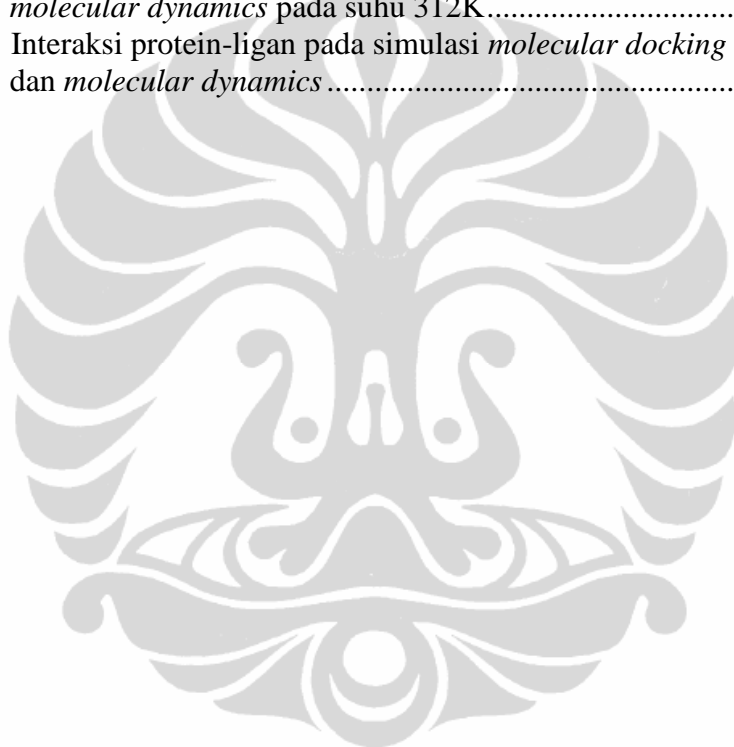 molecular dynamics pada suhu 312K....................................
Interaksi protein-ligan pada simulasi molecular docking
dan molecular dynamics.....................................................